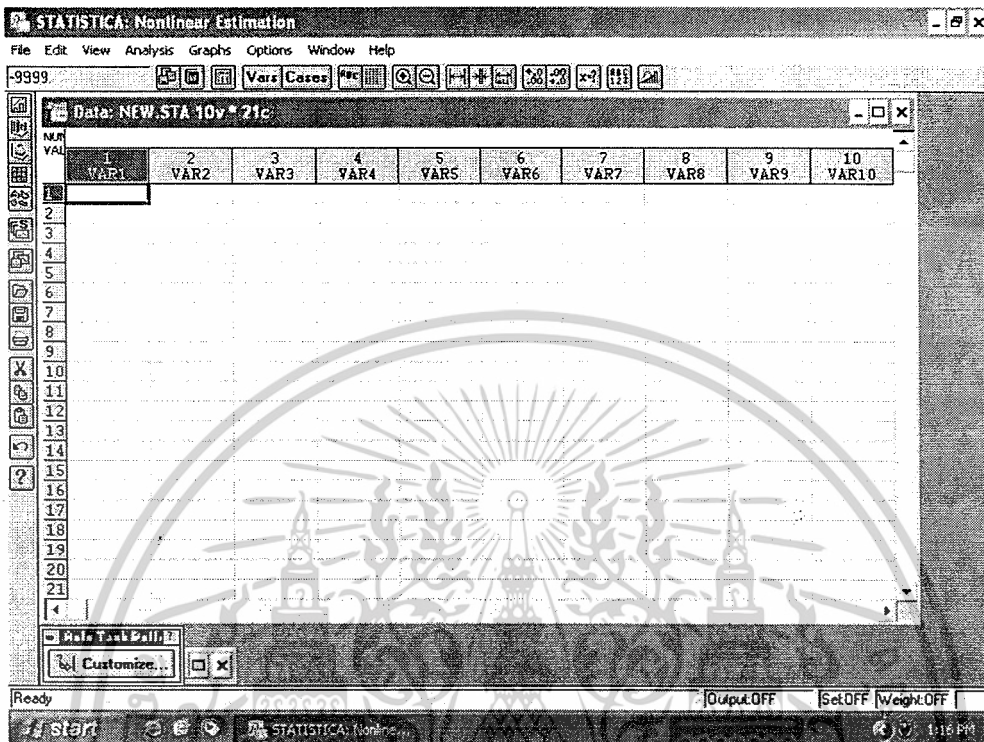 STATISTICA: Nonlinear Estimation
File Edit View Analysis Graphs Options Window Help
-9999. Vars Cases
Data: NEW.STA 10v * 21c
NUM
VAL
1 2 3 4 5 6 7 8 9 10
VAR1 VAR2 VAR3 VAR4 VAR5 VAR6 VAR7 VAR8 VAR9 VAR10
1
2
3
4
5
6
7
8
9
10
11
12
13
14
15
16
17
18
19
20
21
Customize...
Ready Output:OFF Sel:OFF Weight:OFF
start STATISTICA: Nonline... 1:16 PM